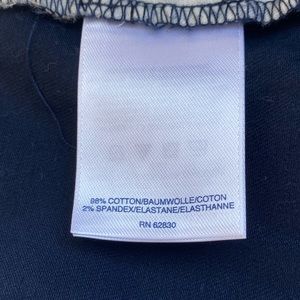 98% COTTON/BAUMWOLLE/COTON
2% SPANDEX/ELASTANE/ELASTHANNE
RN 62830